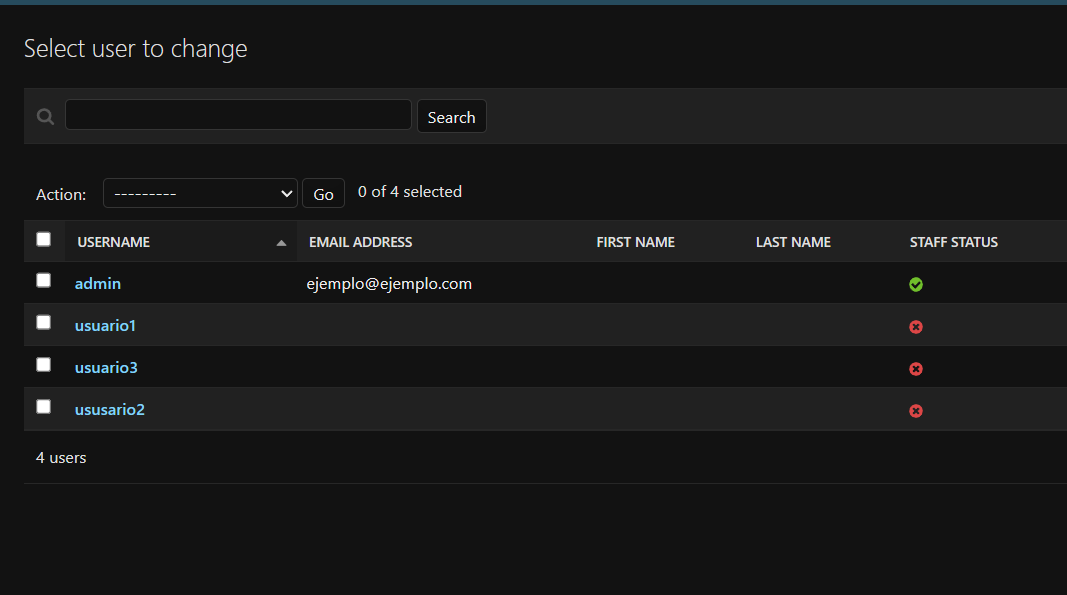 Select user to change
Search
Action: --------- Go 0 of 4 selected
USERNAME EMAIL ADDRESS FIRST NAME LAST NAME STAFF STATUS
admin ejemplo@ejemplo.com
usuario1
usuario3
ususario2
4 users